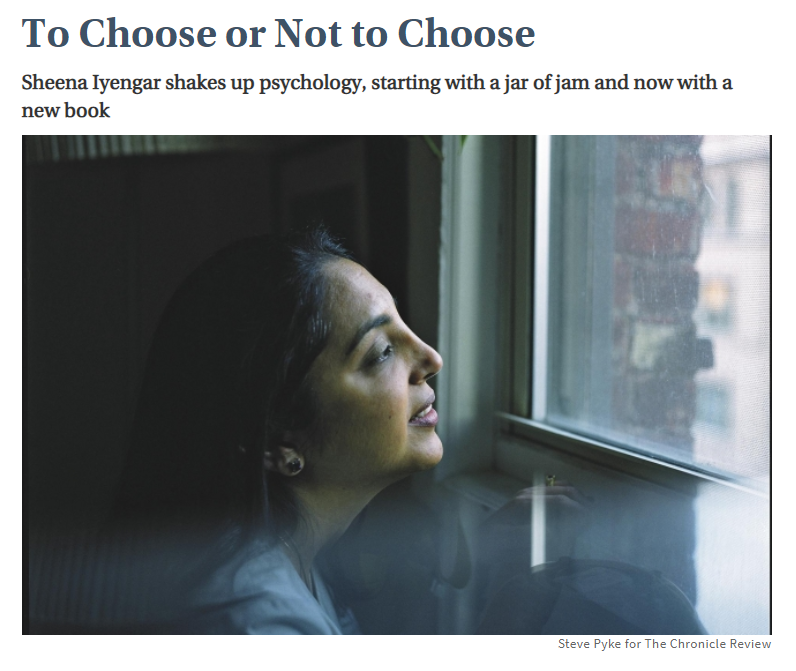 To Choose or Not to Choose
Sheena Iyengar shakes up psychology, starting with a jar of jam and now with a
new book
Steve Pyke for The Chronicle Review